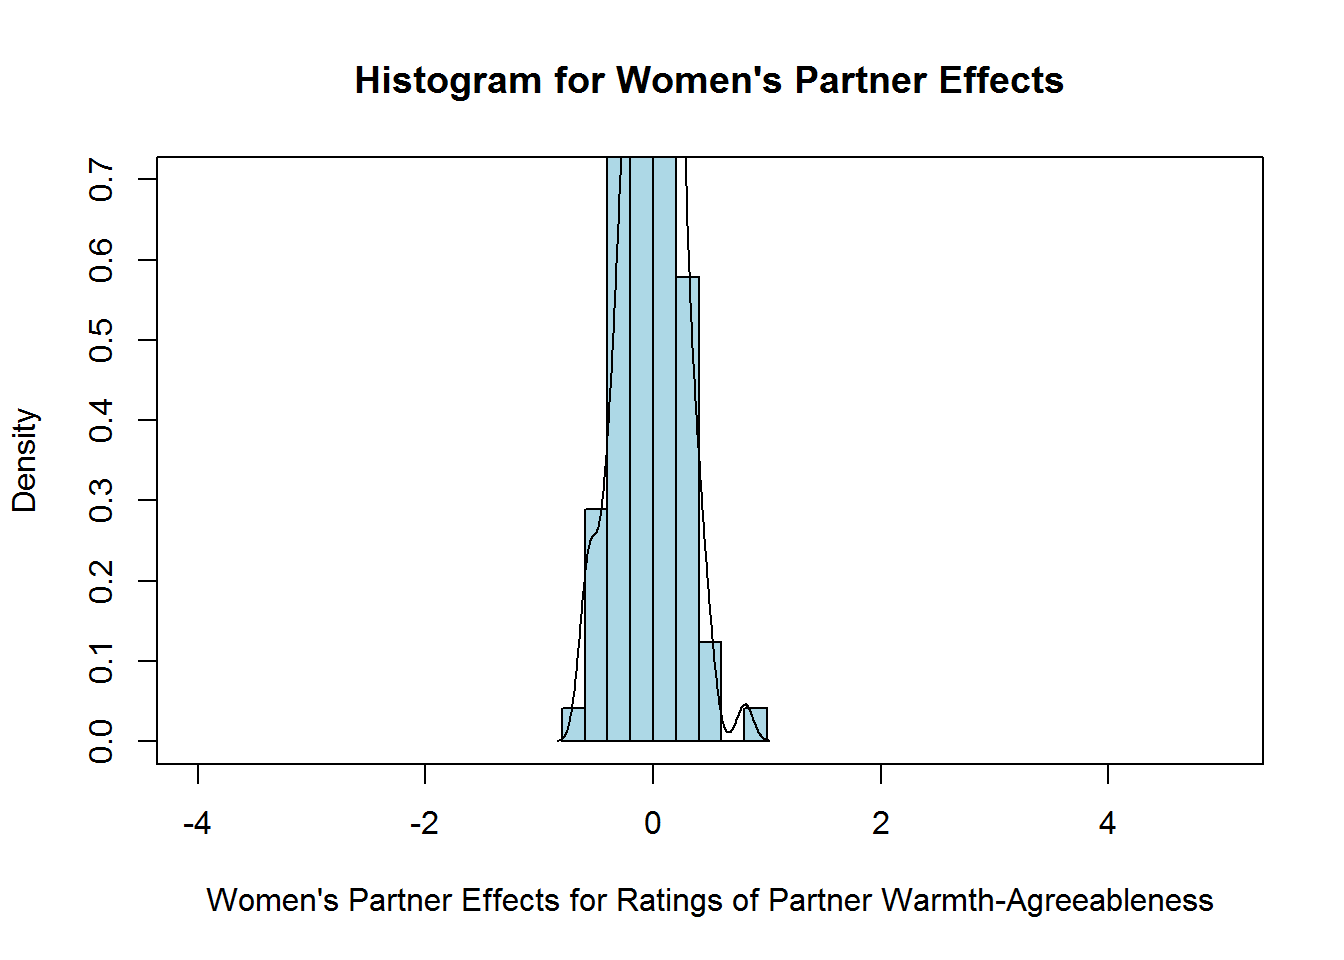 Histogram for Women's Partner Effects
0.7
0.6
0.5
0.4
0.3
0.2
0.1
0.0
Density
-4 -2 0 2 4
Women's Partner Effects for Ratings of Partner Warmth-Agreeableness